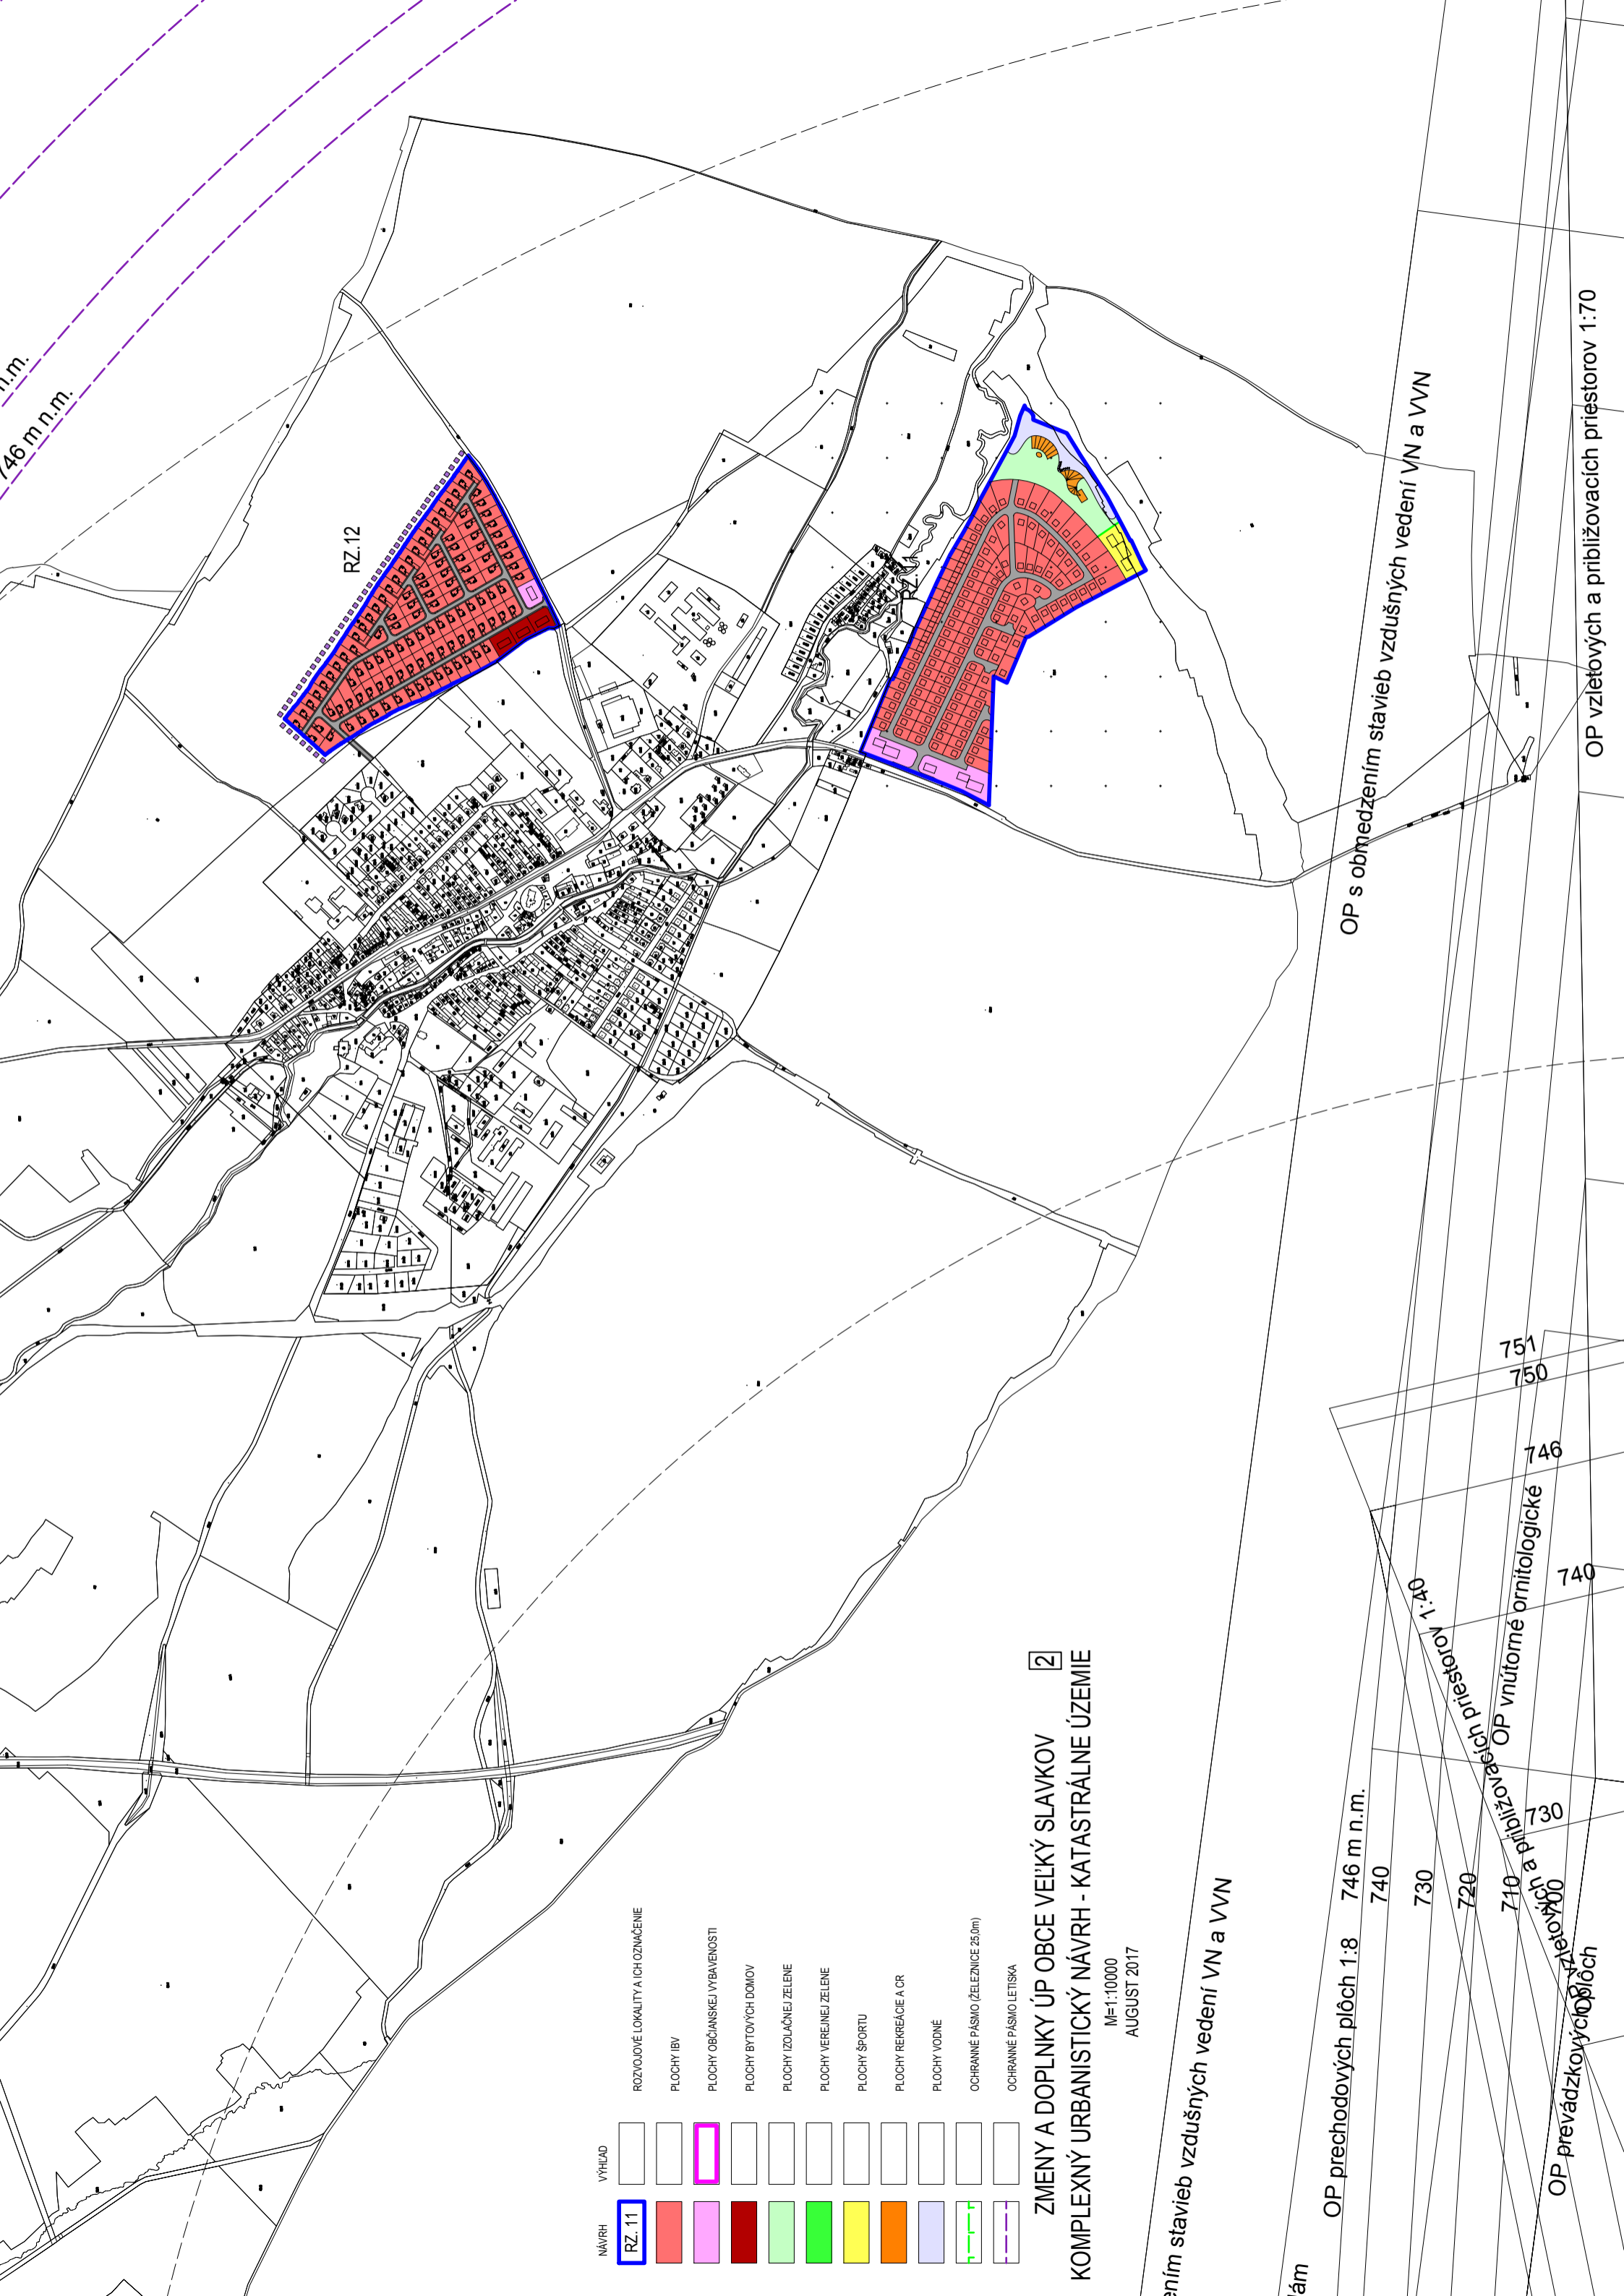 746 m n.m.
RZ.12
OP s obmedzením stavieb vzdušných vedení VN a VVN
OP vzletových a približovacích priestorov 1:70
751
750
746
740
730
OP vnútorné ornitologické
OP prechodových plôch 1:8
746 m n.m.
740
730
720
710
700
OP prevádzkových plôch
NÁVRH
VÝHĽAD
RZ. 11
ROZVOJOVÉ LOKALITY A ICH OZNAČENIE
PLOCHY IBV
PLOCHY OBČIANSKEJ VYBAVENOSTI
PLOCHY BYTOVÝCH DOMOV
PLOCHY IZOLAČNEJ ZELENE
PLOCHY VEREJNEJ ZELENE
PLOCHY ŠPORTU
PLOCHY REKREÁCIE A CR
PLOCHY VODNÉ
OCHRANNÉ PÁSMO (ŽELEZNICE 25,0m)
OCHRANNÉ PÁSMO LETISKA
ZMENY A DOPLNKY ÚP OBCE VEĽKÝ SLAVKOV 2
KOMPLEXNÝ URBANISTICKÝ NÁVRH - KATASTRÁLNE ÚZEMIE
M=1:10000
AUGUST 2017
ením stavieb vzdušných vedení VN a VVN